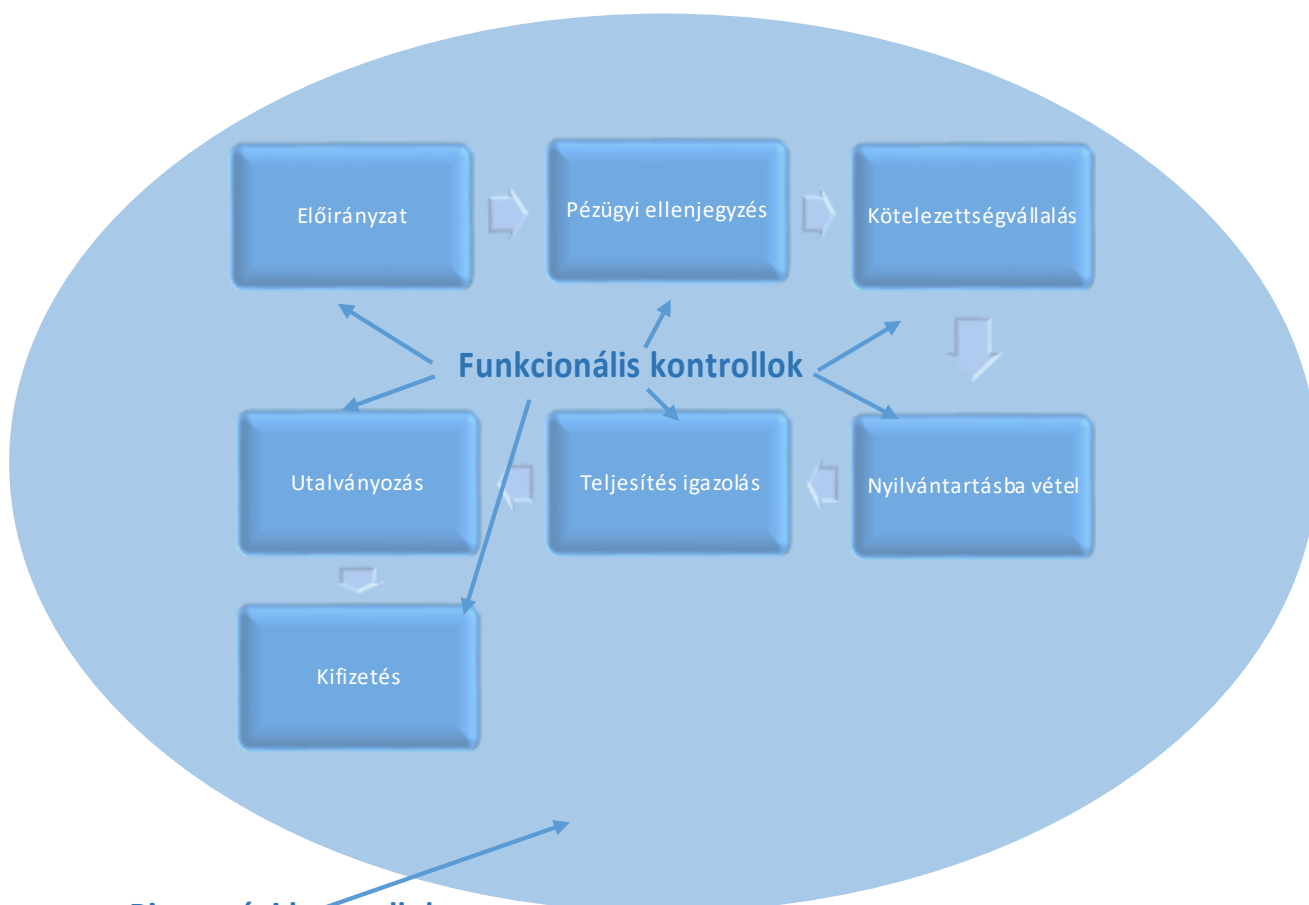 Előirányzat
Pézügyi ellenjegyzés
Kötelezettségvállalás
Funkcionális kontrollok
Utalványozás
Teljesítés igazolás
Nyilvántartásba vétel
Kifizetés